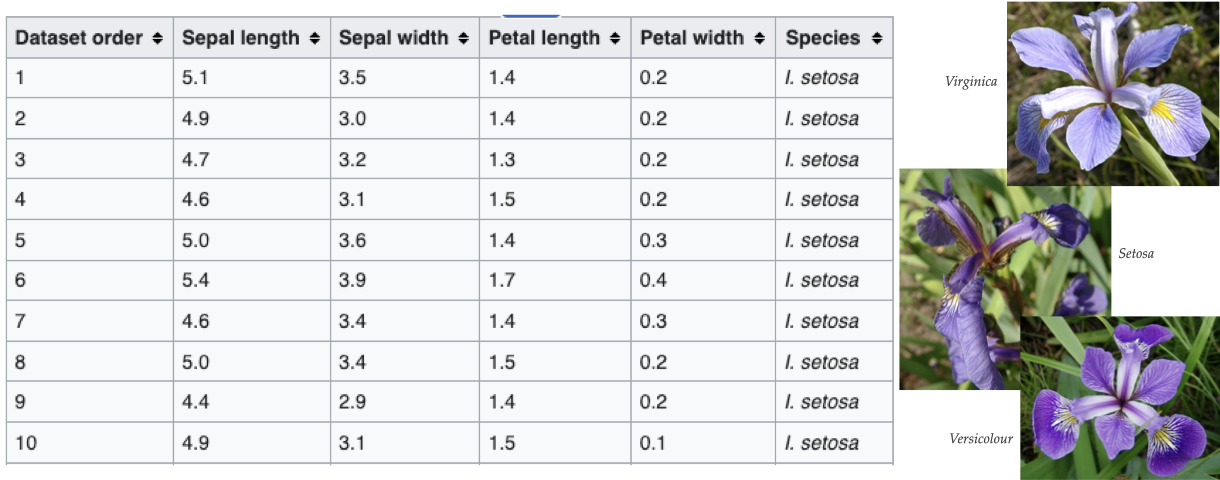 Dataset order Sepal length Sepal width Petal length Petal width Species
1 5.1 3.5 1.4 0.2 I. setosa
2 4.9 3.0 1.4 0.2 I. setosa
3 4.7 3.2 1.3 0.2 I. setosa
4 4.6 3.1 1.5 0.2 I. setosa
5 5.0 3.6 1.4 0.3 I. setosa
6 5.4 3.9 1.7 0.4 I. setosa
7 4.6 3.4 1.4 0.3 I. setosa
8 5.0 3.4 1.5 0.2 I. setosa
9 4.4 2.9 1.4 0.2 I. setosa
10 4.9 3.1 1.5 0.1 I. setosa
Virginica
Setosa
Versicolour